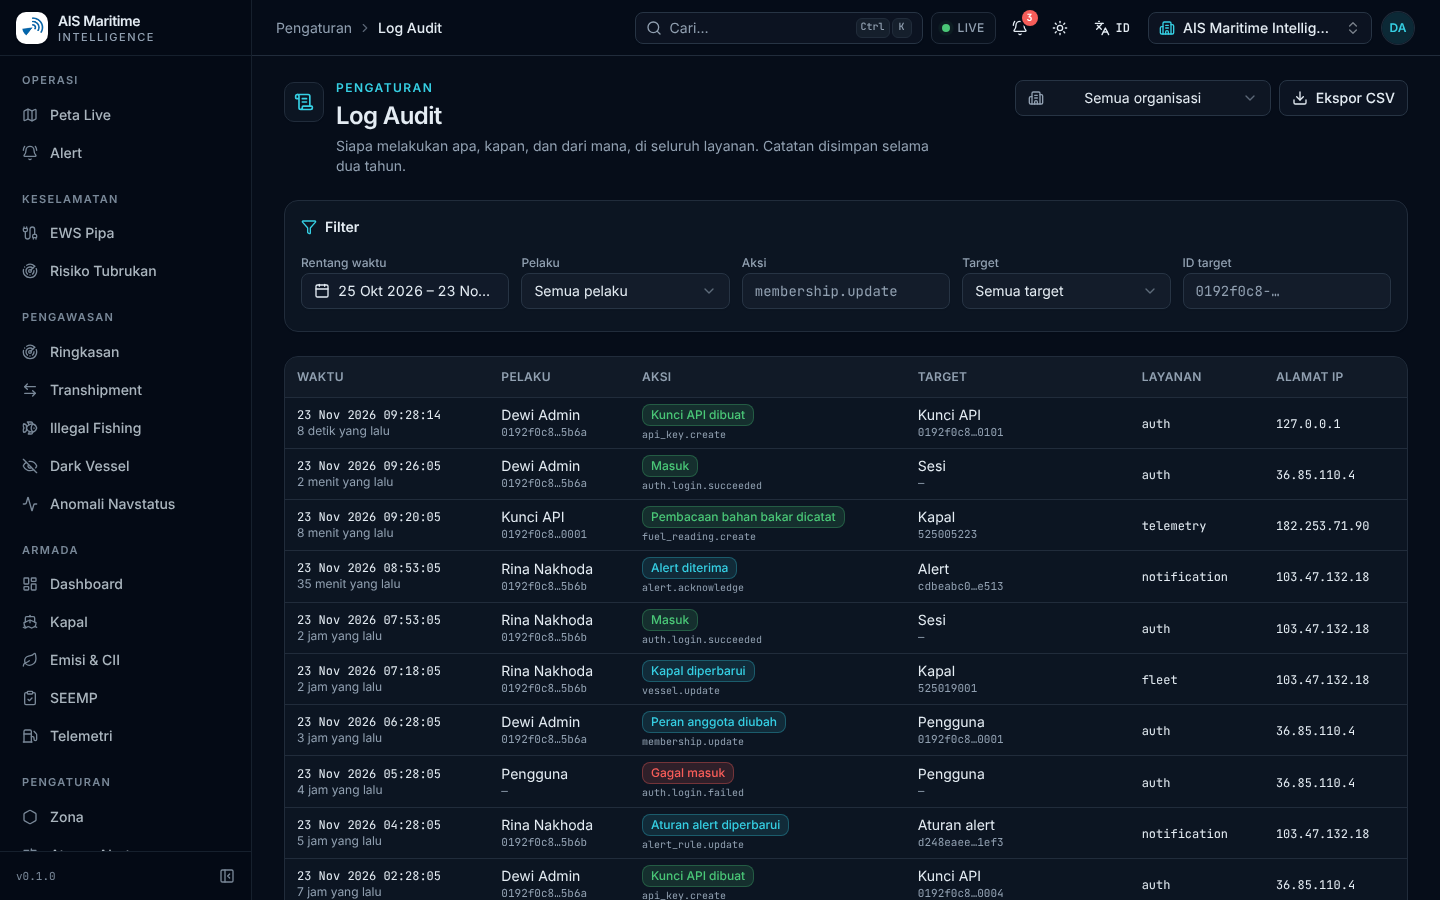 AIS Maritime
INTELLIGENCE
Pengaturan > Log Audit
Cari...
Ctrl K
LIVE
3
ID
AIS Maritime Intellig...
DA
OPERASI
Peta Live
Alert
KESELAMATAN
EWS Pipa
Risiko Tubrukan
PENGAWASAN
Ringkasan
Transhipment
Illegal Fishing
Dark Vessel
Anomali Navstatus
ARMADA
Dashboard
Kapal
Emisi & CII
SEEMP
Telemetri
PENGATURAN
Zona
v0.1.0
PENGATURAN
Log Audit
Siapa melakukan apa, kapan, dan dari mana, di seluruh layanan. Catatan disimpan selama
dua tahun.
Semua organisasi
Ekspor CSV
Filter
Rentang waktu Pelaku Aksi Target ID target
25 Okt 2026 – 23 No... Semua pelaku membership.update Semua target 0192f0c8-…
WAKTU PELAKU AKSI TARGET LAYANAN ALAMAT IP
23 Nov 2026 09:28:14 Dewi Admin Kunci API dibuat Kunci API auth 127.0.0.1
8 detik yang lalu 0192f0c8…5b6a api_key.create 0192f0c8…0101
23 Nov 2026 09:26:05 Dewi Admin Masuk Sesi auth 36.85.110.4
2 menit yang lalu 0192f0c8…5b6a auth.login.succeeded –
23 Nov 2026 09:20:05 Kunci API Pembacaan bahan bakar dicatat Kapal telemetry 182.253.71.90
8 menit yang lalu 0192f0c8…0001 fuel_reading.create 525005223
23 Nov 2026 08:53:05 Rina Nakhoda Alert diterima Alert notification 103.47.132.18
35 menit yang lalu 0192f0c8…5b6b alert.acknowledge cdbeabc0…e513
23 Nov 2026 07:53:05 Rina Nakhoda Masuk Sesi auth 103.47.132.18
2 jam yang lalu 0192f0c8…5b6b auth.login.succeeded –
23 Nov 2026 07:18:05 Rina Nakhoda Kapal diperbarui Kapal fleet 103.47.132.18
2 jam yang lalu 0192f0c8…5b6b vessel.update 525019001
23 Nov 2026 06:28:05 Dewi Admin Peran anggota diubah Pengguna auth 36.85.110.4
3 jam yang lalu 0192f0c8…5b6a membership.update 0192f0c8…0001
23 Nov 2026 05:28:05 Pengguna Gagal masuk Pengguna auth 36.85.110.4
4 jam yang lalu – auth.login.failed –
23 Nov 2026 04:28:05 Rina Nakhoda Aturan alert diperbarui Aturan alert notification 103.47.132.18
5 jam yang lalu 0192f0c8…5b6b alert_rule.update d248eaee…1ef3
23 Nov 2026 02:28:05 Dewi Admin Kunci API dibuat Kunci API auth 36.85.110.4
7 jam yang lalu 0192f0c8…5b6a api_key.create 0192f0c8…0004